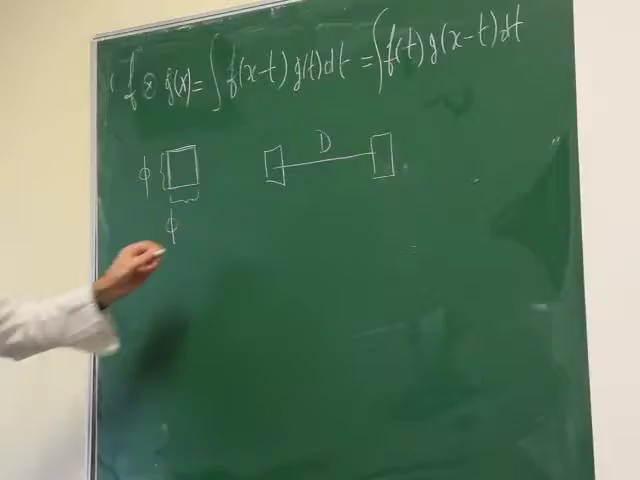 f ⊗ g(x) = ∫ f(x-t) g(t) dt = ∫ f(t) g(x-t) dt
D
ϕ
ϕ